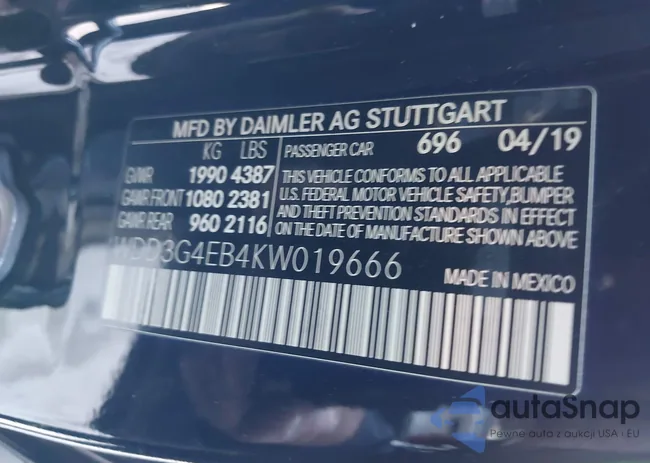 MFD BY DAIMLER AG STUTTGART
KG LBS
GVWR 1990 4387
GAWR FRONT 1080 2381
GAWR REAR 960 2116
PASSENGER CAR 696 04/19
THIS VEHICLE CONFORMS TO ALL APPLICABLE
U.S. FEDERAL MOTOR VEHICLE SAFETY,BUMPER
AND THEFT PREVENTION STANDARDS IN EFFECT
ON THE DATE OF MANUFACTURE SHOWN ABOVE
WDD3G4EB4KW019666
MADE IN MEXICO
autoSnap
Pewne auto z aukcji USA i EU